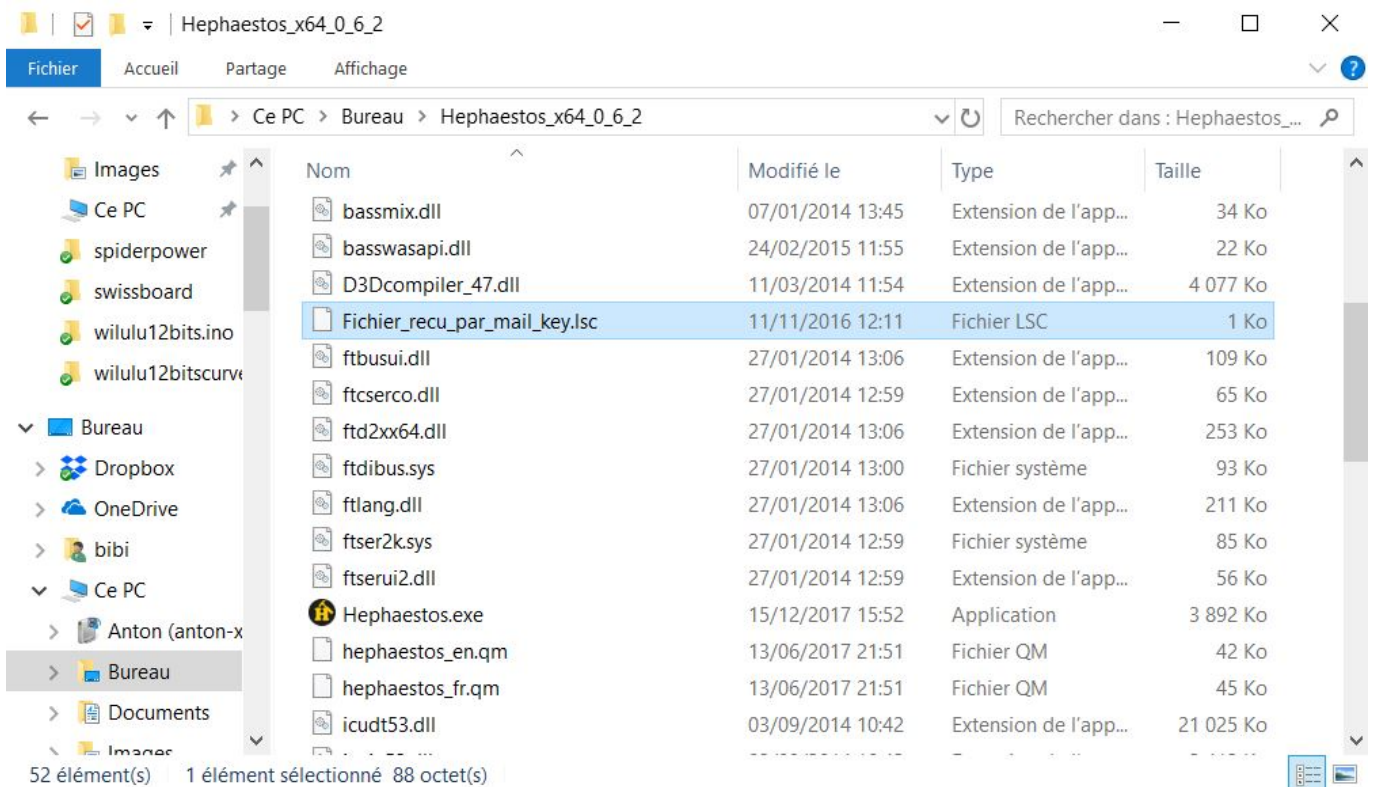 Hephaestos_x64_0_6_2
Fichier Accueil Partage Affichage
Ce PC > Bureau > Hephaestos_x64_0_6_2
Rechercher dans : Hephaestos_...
Images
Ce PC
spiderpower
swissboard
wilulu12bits.ino
wilulu12bitscurve
Bureau
Dropbox
OneDrive
bibi
Ce PC
Anton (anton-x
Bureau
Documents
Images
Nom Modifié le Type Taille
bassmix.dll 07/01/2014 13:45 Extension de l'app... 34 Ko
basswasapi.dll 24/02/2015 11:55 Extension de l'app... 22 Ko
D3Dcompiler_47.dll 11/03/2014 11:54 Extension de l'app... 4 077 Ko
Fichier_recu_par_mail_key.lsc 11/11/2016 12:11 Fichier LSC 1 Ko
ftbusui.dll 27/01/2014 13:06 Extension de l'app... 109 Ko
ftcserco.dll 27/01/2014 12:59 Extension de l'app... 65 Ko
ftd2xx64.dll 27/01/2014 13:06 Extension de l'app... 253 Ko
ftdibus.sys 27/01/2014 13:00 Fichier système 93 Ko
ftlang.dll 27/01/2014 13:06 Extension de l'app... 211 Ko
ftser2k.sys 27/01/2014 12:59 Fichier système 85 Ko
ftserui2.dll 27/01/2014 12:59 Extension de l'app... 56 Ko
Hephaestos.exe 15/12/2017 15:52 Application 3 892 Ko
hephaestos_en.qm 13/06/2017 21:51 Fichier QM 42 Ko
hephaestos_fr.qm 13/06/2017 21:51 Fichier QM 45 Ko
icudt53.dll 03/09/2014 10:42 Extension de l'app... 21 025 Ko
52 élément(s) 1 élément sélectionné 88 octet(s)